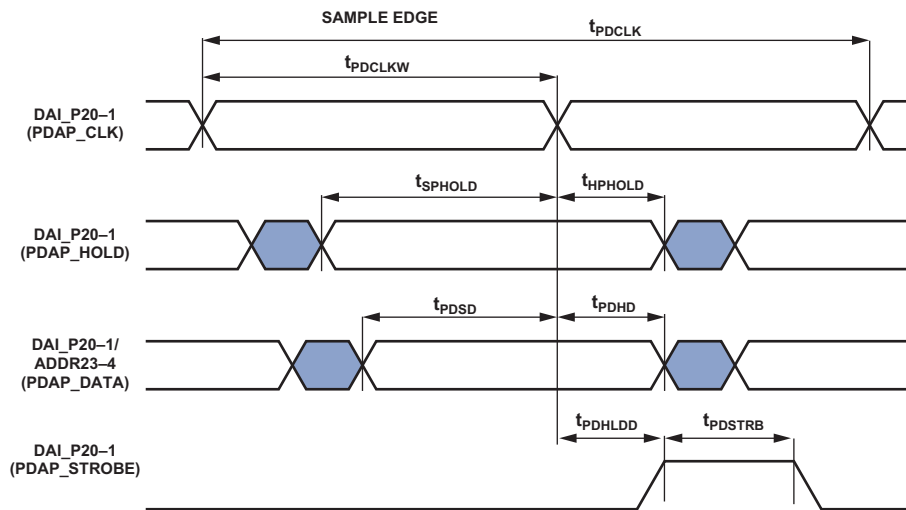 SAMPLE EDGE
tPDCLK
tPDCLKW
DAI_P20–1
(PDAP_CLK)
tSPHOLD
tHPHOLD
DAI_P20–1
(PDAP_HOLD)
tPDSD
tPDHD
DAI_P20–1/
ADDR23–4
(PDAP_DATA)
tPDHLDD
tPDSTRB
DAI_P20–1
(PDAP_STROBE)